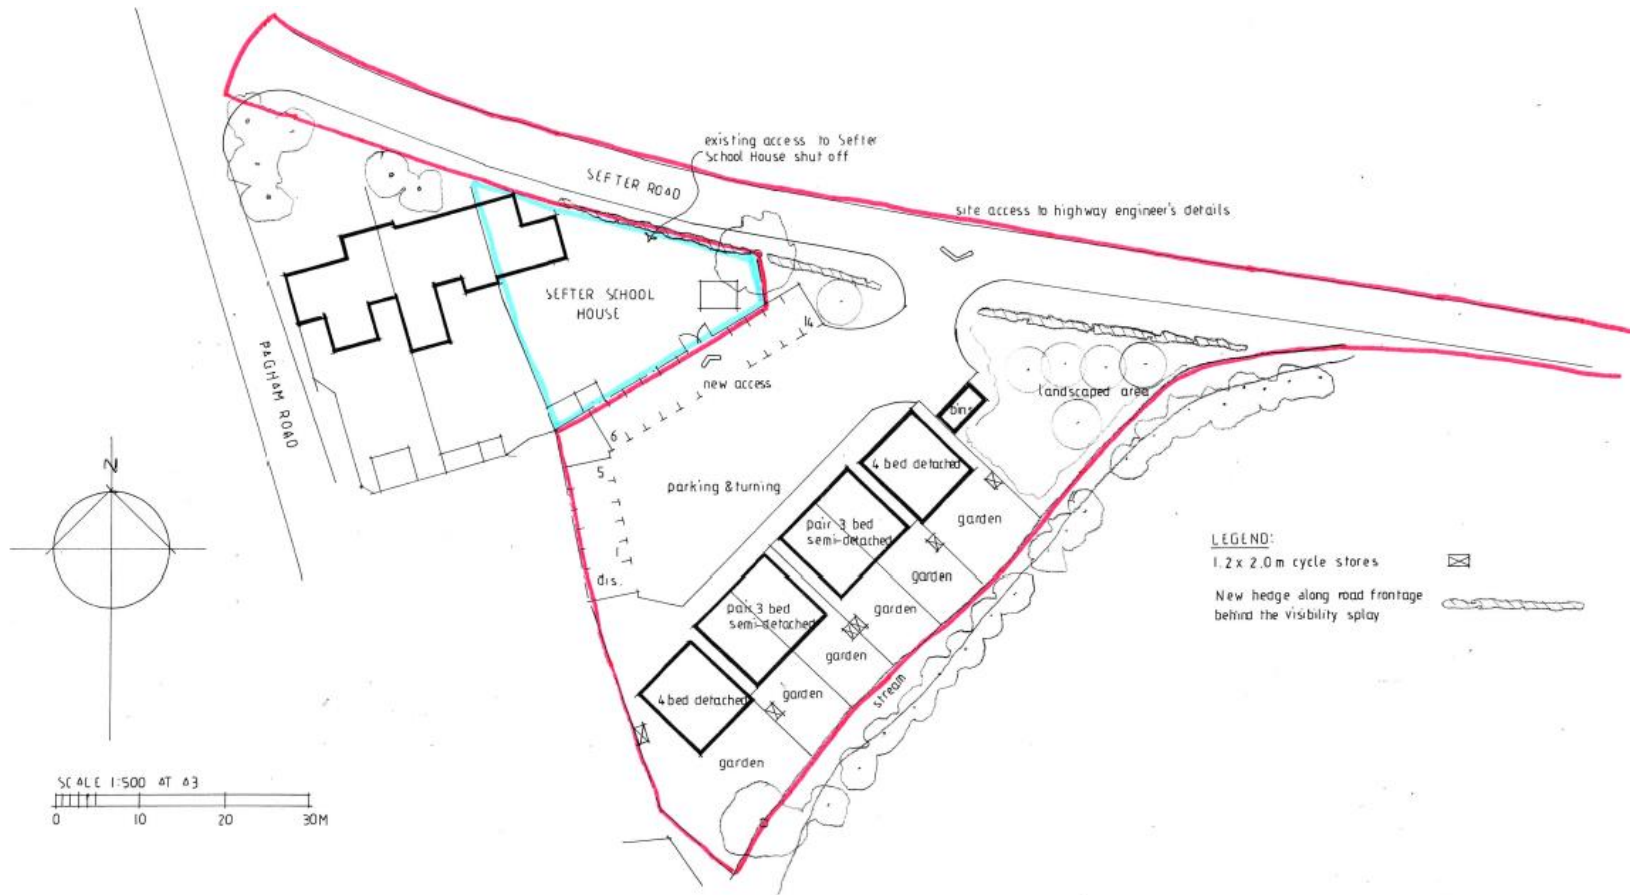 existing access to Sefter
School House shut off
SEFTER ROAD
site access to highway engineer's details
SEFTER SCHOOL
HOUSE
14
new access
PAGHAM ROAD
landscaped area
bins
6
5
4 bed detached
parking & turning
garden
pair 3 bed
semi-detached
N
LEGEND:
1.2 x 2.0m cycle stores
garden
dis.
New hedge along road frontage
behind the visibility splay
pair 3 bed
semi-detached
garden
garden
stream
4 bed detached
garden
garden
SCALE 1:500 AT A3
0 10 20 30M